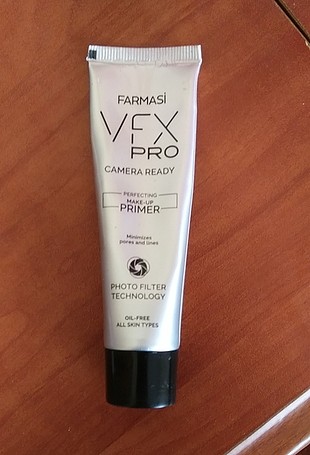 FARMASİ
VFX
PRO
CAMERA READY
PERFECTING
MAKE-UP
PRIMER
Minimizes
pores and lines
PHOTO FILTER
TECHNOLOGY
OIL-FREE
ALL SKIN TYPES